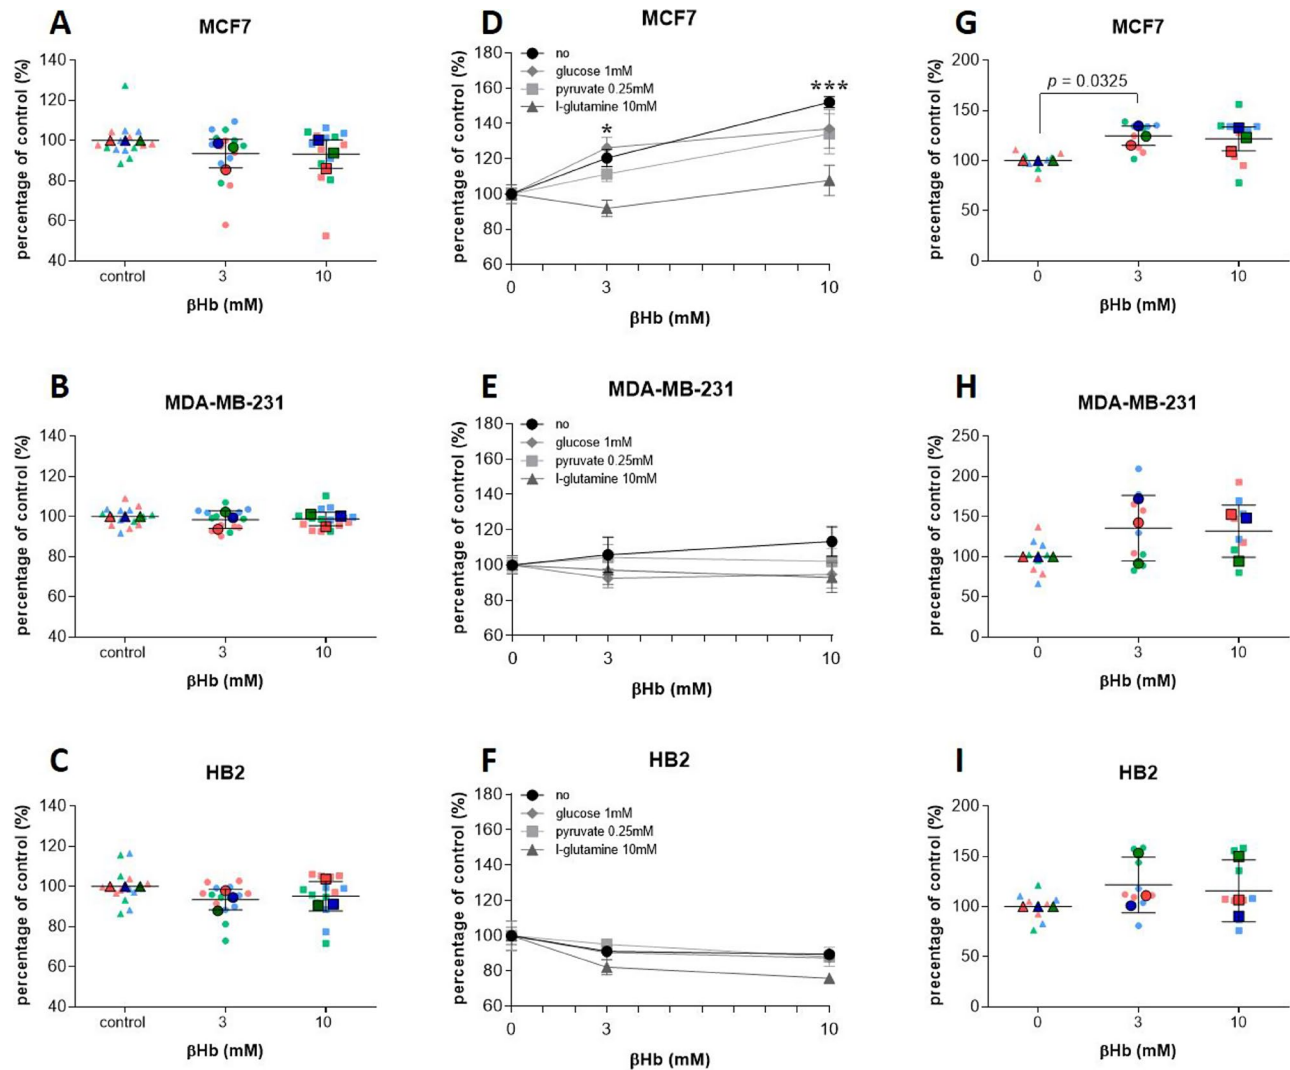 A
MCF7
percentage of control (%)
140
120
100
80
60
40
control
3
10
βHb (mM)
D
MCF7
no
glucose 1mM
pyruvate 0.25mM
l-glutamine 10mM
percentage of control (%)
180
160
140
120
100
80
60
*
***
0
3
10
βHb (mM)
G
MCF7
p = 0.0325
precentage of control (%)
200
150
100
50
0
0
3
10
βHb (mM)
B
MDA-MB-231
percentage of control (%)
140
120
100
80
60
40
control
3
10
βHb (mM)
E
MDA-MB-231
no
glucose 1mM
pyruvate 0.25mM
l-glutamine 10mM
percentage of control (%)
180
160
140
120
100
80
60
0
3
10
βHb (mM)
H
MDA-MB-231
precentage of control (%)
250
200
150
100
50
0
0
3
10
βHb (mM)
C
HB2
percentage of control (%)
140
120
100
80
60
40
control
3
10
βHb (mM)
F
HB2
no
glucose 1mM
pyruvate 0.25mM
l-glutamine 10mM
percentage of control (%)
180
160
140
120
100
80
60
0
3
10
βHb (mM)
I
HB2
precentage of control (%)
200
150
100
50
0
0
3
10
βHb (mM)